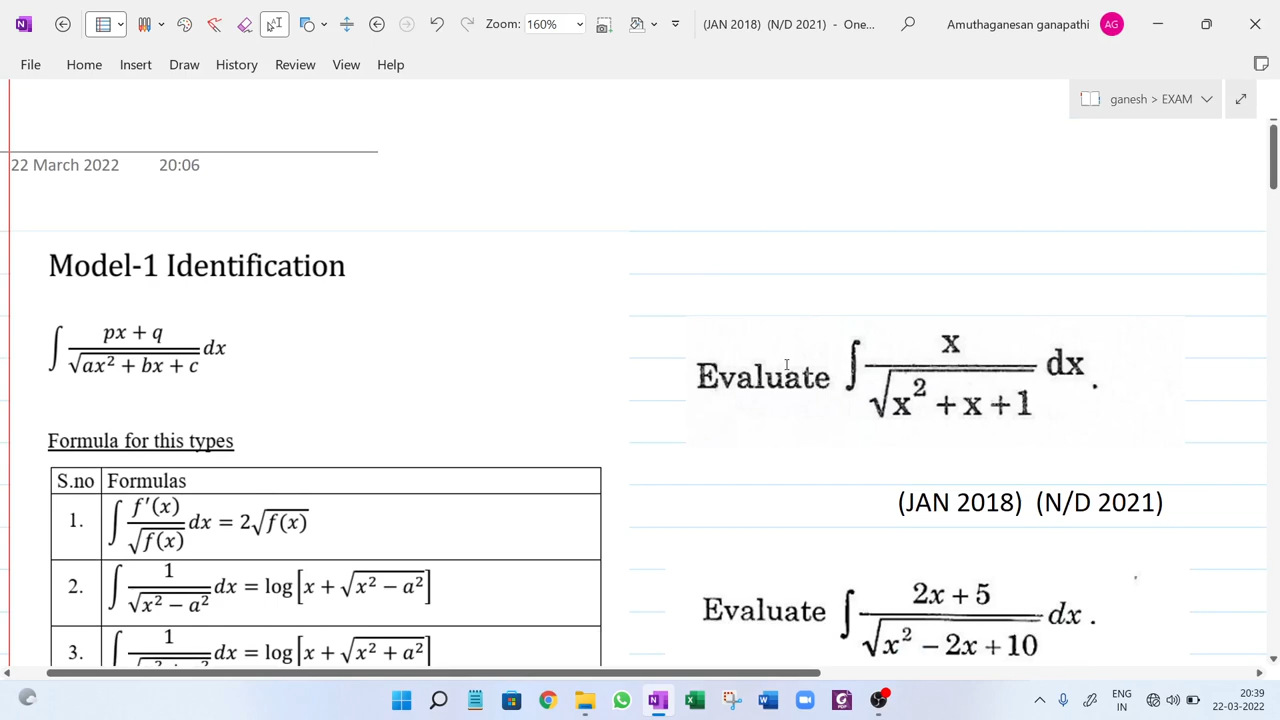 Zoom: 160%
(JAN 2018) (N/D 2021) - One...
Amuthaganesan ganapathi
AG
File Home Insert Draw History Review View Help
ganesh > EXAM
22 March 2022 20:06
Model-1 Identification
∫ px + q / √ax² + bx + c dx
Formula for this types
S.no Formulas
1. ∫ f′(x) / √f(x) dx = 2√f(x)
2. ∫ 1 / √x² − a² dx = log[x + √x² − a²]
3. ∫ 1 / √x² + a² dx = log[x + √x² + a²]
Evaluate ∫ x / √x² + x + 1 dx .
(JAN 2018) (N/D 2021)
Evaluate ∫ 2x + 5 / √x² − 2x + 10 dx .
ENG
IN
20:39
22-03-2022